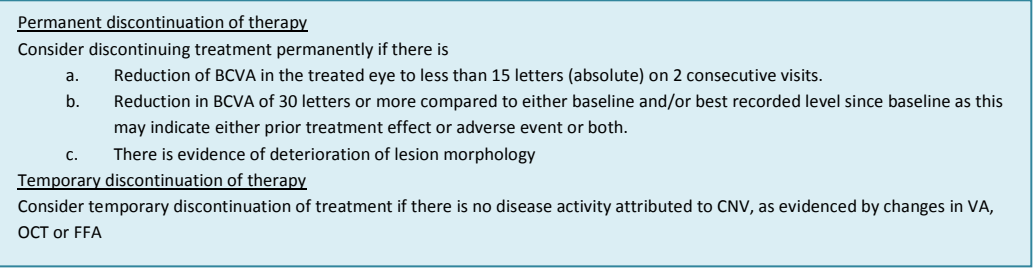 Permanent discontinuation of therapy
Consider discontinuing treatment permanently if there is
a. Reduction of BCVA in the treated eye to less than 15 letters (absolute) on 2 consecutive visits.
b. Reduction in BCVA of 30 letters or more compared to either baseline and/or best recorded level since baseline as this
may indicate either prior treatment effect or adverse event or both.
c. There is evidence of deterioration of lesion morphology
Temporary discontinuation of therapy
Consider temporary discontinuation of treatment if there is no disease activity attributed to CNV, as evidenced by changes in VA,
OCT or FFA